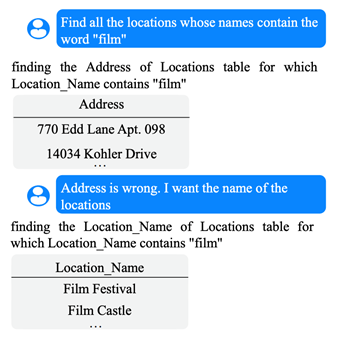 Find all the locations whose names contain the
word "film"
finding the Address of Locations table for which
Location_Name contains "film"
Address
770 Edd Lane Apt. 098
14034 Kohler Drive
...
Address is wrong. I want the name of the
locations
finding the Location_Name of Locations table for
which Location_Name contains "film"
Location_Name
Film Festival
Film Castle
...